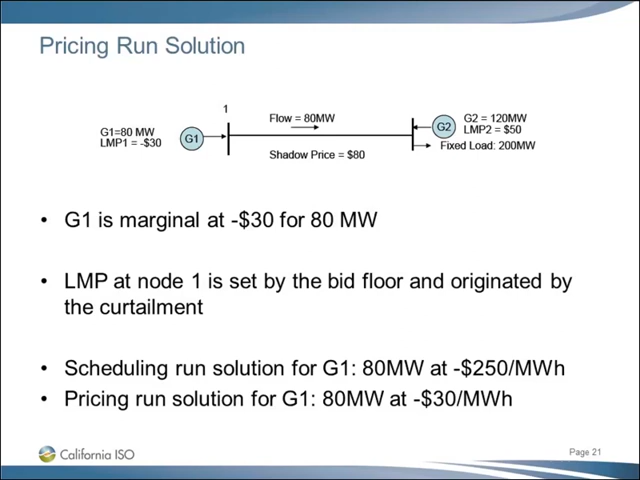 Pricing Run Solution
1
Flow = 80MW
G1=80 MW
LMP1 = -$30
G1
G2
G2 = 120MW
LMP2 = $50
Fixed Load: 200MW
Shadow Price = $80
• G1 is marginal at -$30 for 80 MW
• LMP at node 1 is set by the bid floor and originated by
the curtailment
• Scheduling run solution for G1: 80MW at -$250/MWh
• Pricing run solution for G1: 80MW at -$30/MWh
California ISO
Page 21